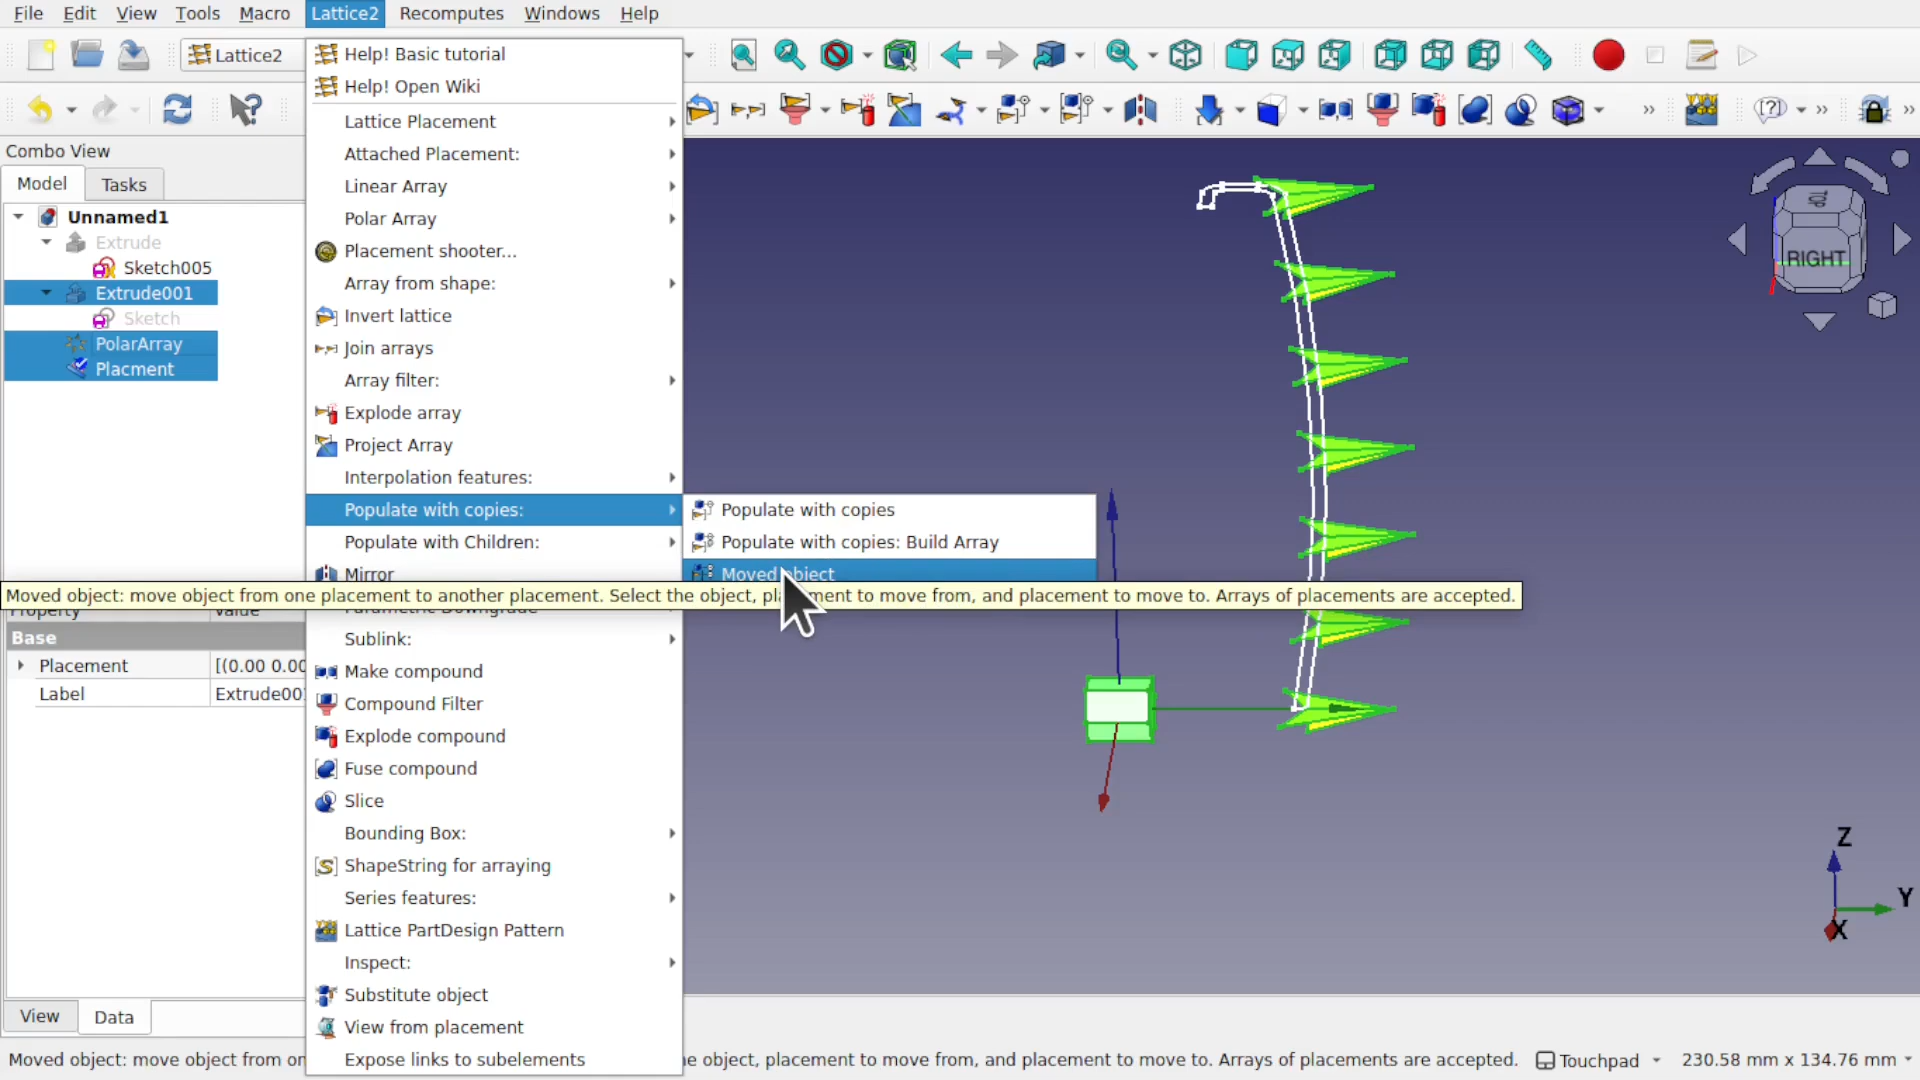 File Edit View Tools Macro Lattice2 Recomputes Windows Help
Lattice2
Help! Basic tutorial
Help! Open Wiki
Lattice Placement
Attached Placement:
Linear Array
Polar Array
Placement shooter...
Array from shape:
Invert lattice
Join arrays
Array filter:
Explode array
Project Array
Interpolation features:
Populate with copies:
Populate with Children:
Mirror
Parametric Downgrade
Sublink:
Make compound
Compound Filter
Explode compound
Fuse compound
Slice
Bounding Box:
ShapeString for arraying
Series features:
Lattice PartDesign Pattern
Inspect:
Substitute object
View from placement
Expose links to subelements
Populate with copies
Populate with copies: Build Array
Moved object
Moved object: move object from one placement to another placement. Select the object, placement to move from, and placement to move to. Arrays of placements are accepted.
Combo View
Model Tasks
Unnamed1
Extrude
Sketch005
Extrude001
Sketch
PolarArray
Placment
Property Value
Base
Placement [(0.00 0.00
Label Extrude00
View Data
TOP
RIGHT
Z
Y
X
Moved object: move object from on
e object, placement to move from, and placement to move to. Arrays of placements are accepted.
Touchpad 230.58 mm x 134.76 mm